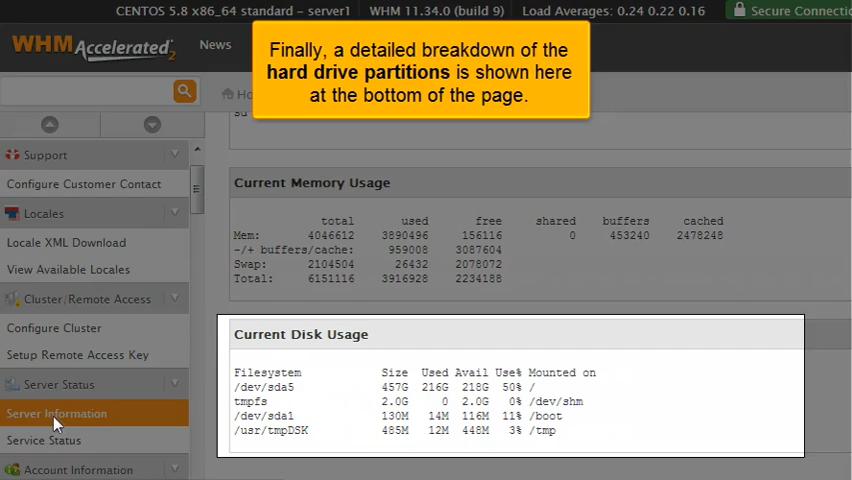 CENTOS 5.8 x86_64 standard – server1 WHM 11.34.0 (build 9) Load Averages: 0.24 0.22 0.16 Secure Connecti
WHM Accelerated2 News
Finally, a detailed breakdown of the
hard drive partitions is shown here
at the bottom of the page.
Support
Configure Customer Contact
Locales
Locale XML Download
View Available Locales
Cluster/Remote Access
Configure Cluster
Setup Remote Access Key
Server Status
Server Information
Service Status
Account Information
Current Memory Usage
total used free shared buffers cached
Mem: 4046612 3890496 156116 0 453240 2478248
-/+ buffers/cache: 959008 3087604
Swap: 2104504 26432 2078072
Total: 6151116 3916928 2234188
Current Disk Usage
Filesystem Size Used Avail Use% Mounted on
/dev/sda5 457G 216G 218G 50% /
tmpfs 2.0G 0 2.0G 0% /dev/shm
/dev/sda1 130M 14M 116M 11% /boot
/usr/tmpDSK 485M 12M 448M 3% /tmp